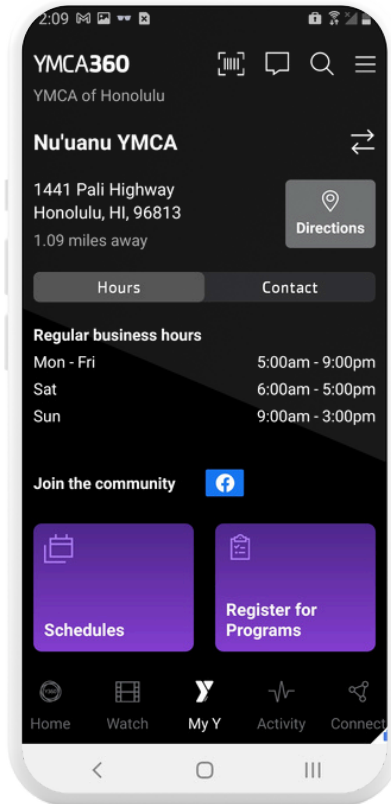 2:09
YMCA360
YMCA of Honolulu
Nu'uanu YMCA
1441 Pali Highway
Honolulu, HI, 96813
1.09 miles away
Directions
Hours Contact
Regular business hours
Mon - Fri 5:00am - 9:00pm
Sat 6:00am - 5:00pm
Sun 9:00am - 3:00pm
Join the community
Schedules
Register for
Programs
Home Watch My Y Activity Connect